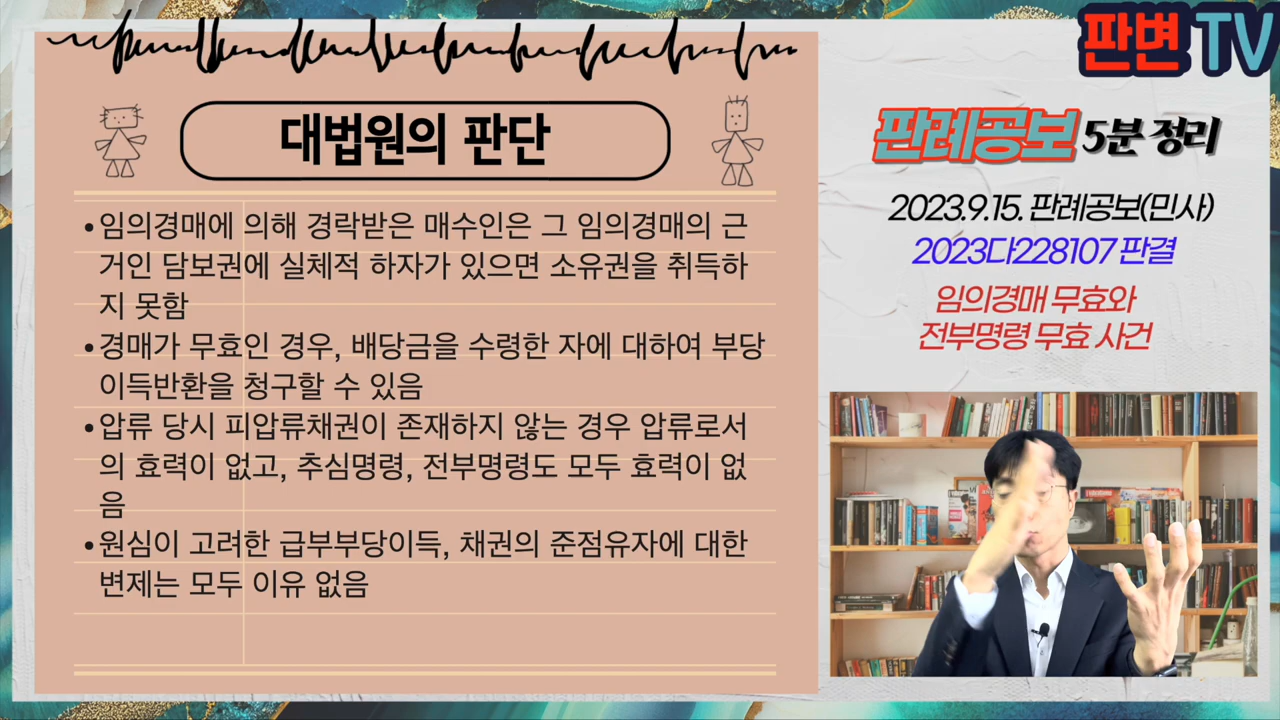 판변 TV
대법원의 판단
•임의경매에 의해 경락받은 매수인은 그 임의경매의 근
거인 담보권에 실체적 하자가 있으면 소유권을 취득하
지 못함
•경매가 무효인 경우, 배당금을 수령한 자에 대하여 부당
이득반환을 청구할 수 있음
•압류 당시 피압류채권이 존재하지 않는 경우 압류로서
의 효력이 없고, 추심명령, 전부명령도 모두 효력이 없
음
•원심이 고려한 급부부당이득, 채권의 준점유자에 대한
변제는 모두 이유 없음
판례공보 5분 정리
2023.9.15. 판례공보(민사)
2023다228107 판결
임의경매 무효와
전부명령 무효 사건